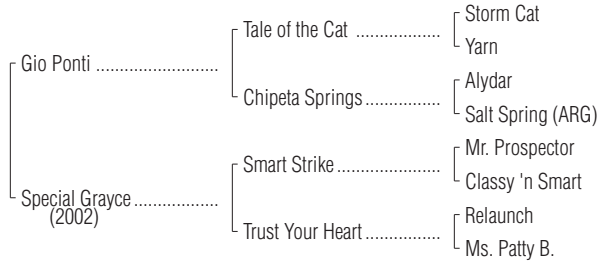 Storm Cat
Tale of the Cat ..................
Yarn
Gio Ponti ..........................
Alydar
Chipeta Springs ................
Salt Spring (ARG)
Mr. Prospector
Smart Strike ......................
Classy 'n Smart
Special Grayce ..................
(2002)
Relaunch
Trust Your Heart ................
Ms. Patty B.